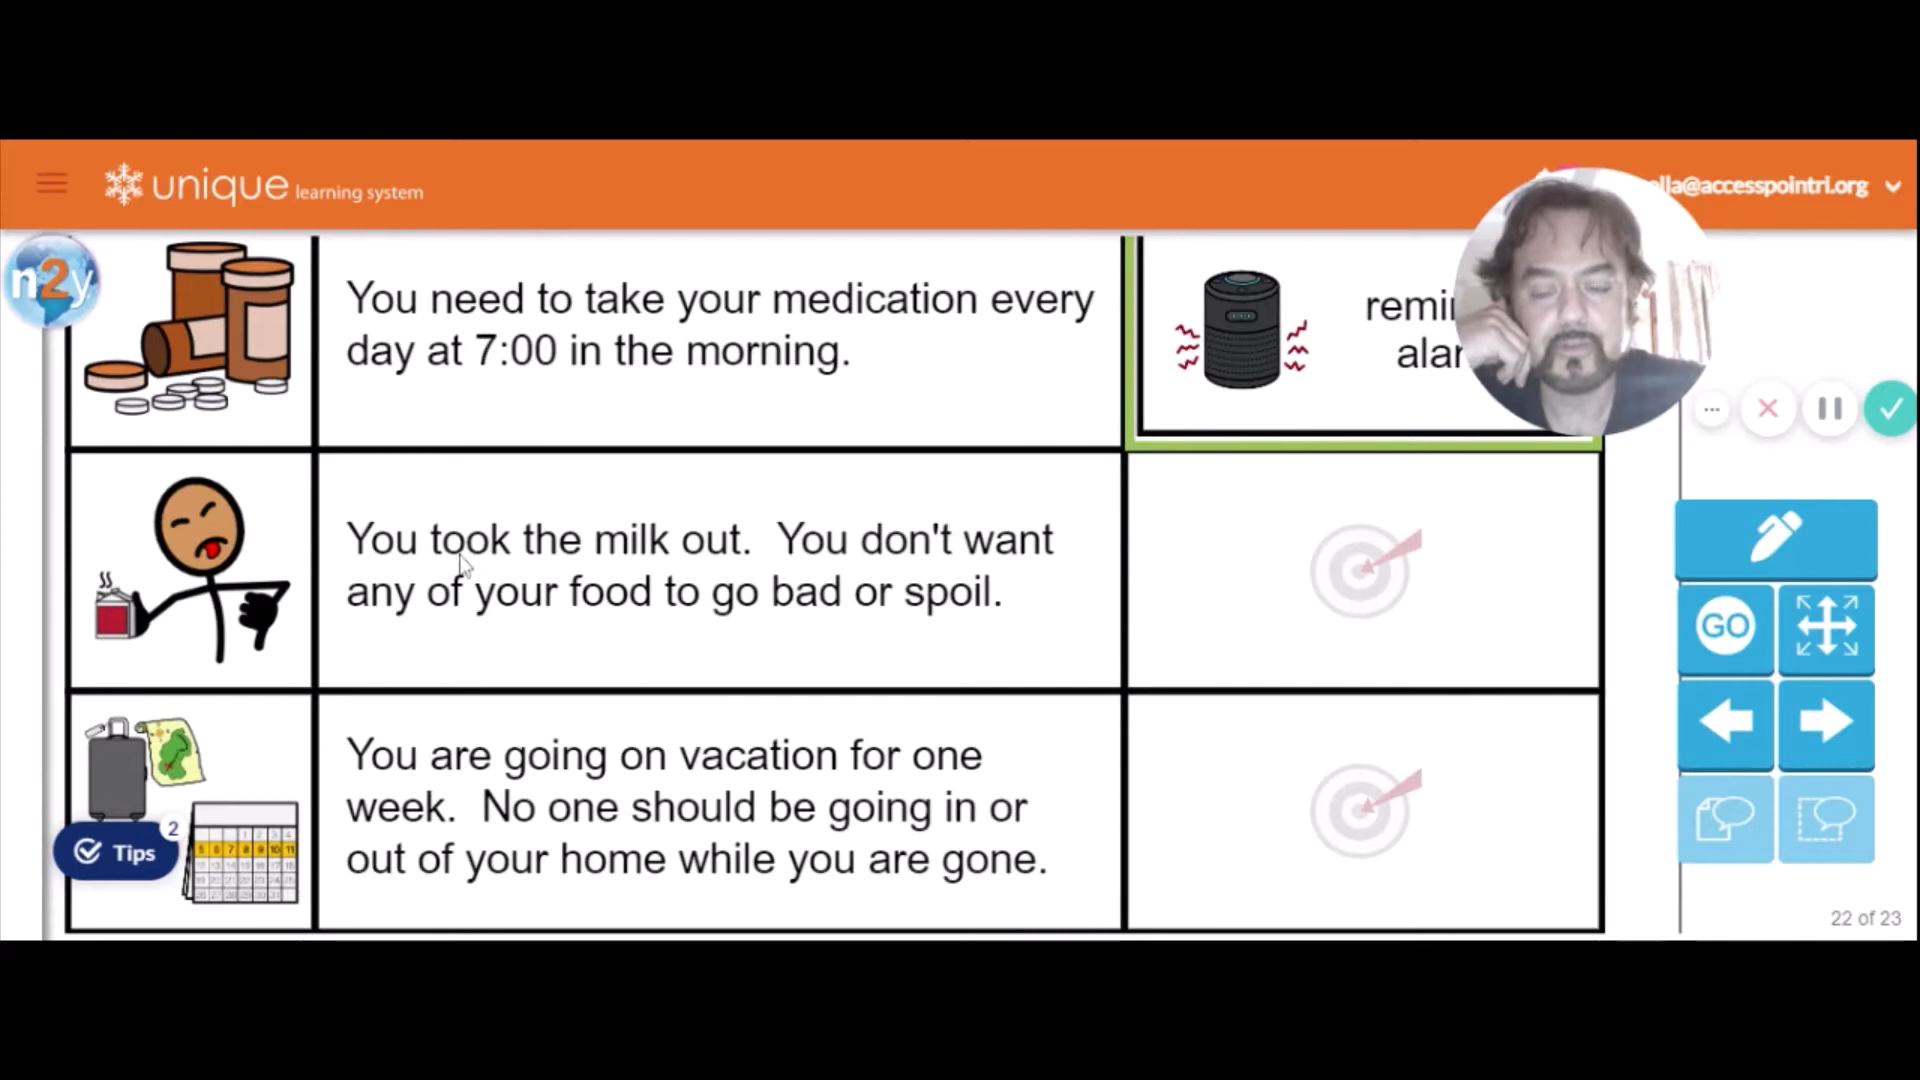 unique learning system
lla@accesspointri.org
n2y
You need to take your medication every
day at 7:00 in the morning.
You took the milk out. You don't want
any of your food to go bad or spoil.
GO
You are going on vacation for one
week. No one should be going in or
out of your home while you are gone.
2
Tips
22 of 23